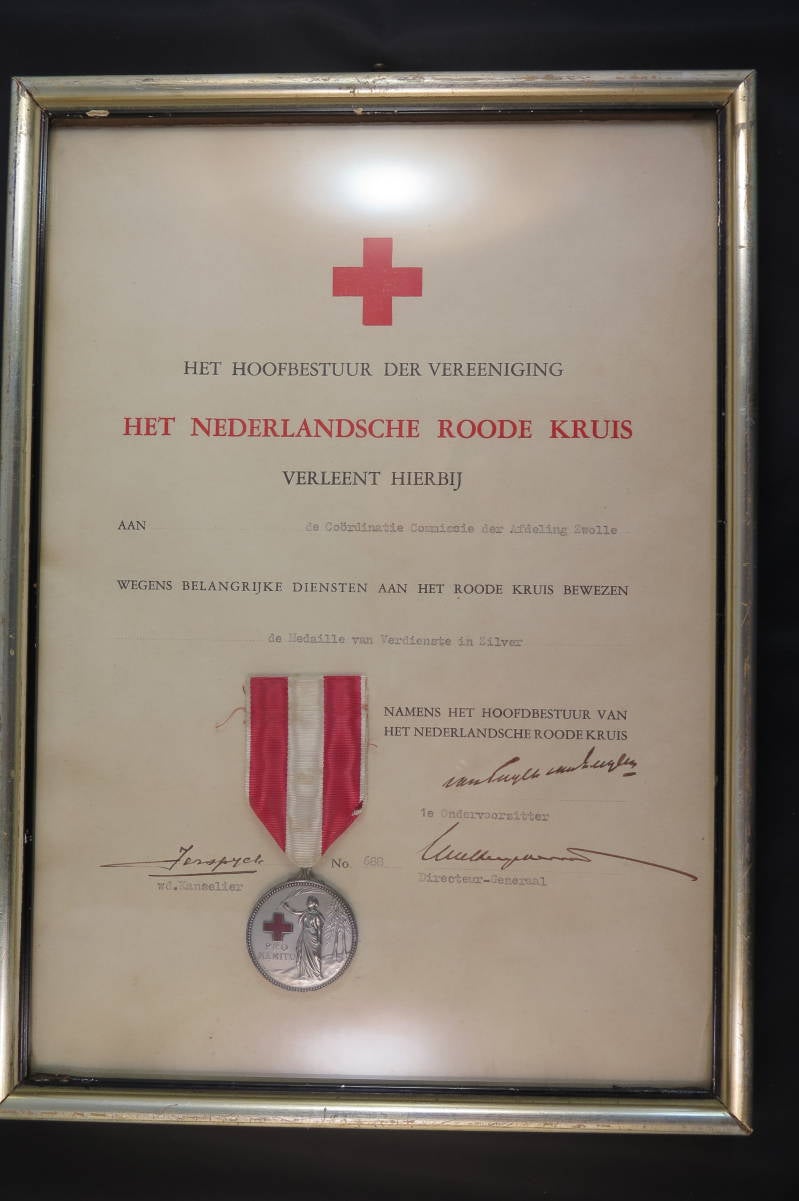 HET HOOFBESTUUR DER VEREENIGING
HET NEDERLANDSCHE ROODE KRUIS
VERLEENT HIERBIJ
AAN de Coördinatie Commissie der Afdeling Zwolle
WEGENS BELANGRIJKE DIENSTEN AAN HET ROODE KRUIS BEWEZEN
de Medaille van Verdienste in Zilver
NAMENS HET HOOFDBESTUUR VAN
HET NEDERLANDSCHE ROODE KRUIS
1e Ondervoorzitter
No. 688
wd.Kanselier
Directeur-Generaal
PRO
MERITO